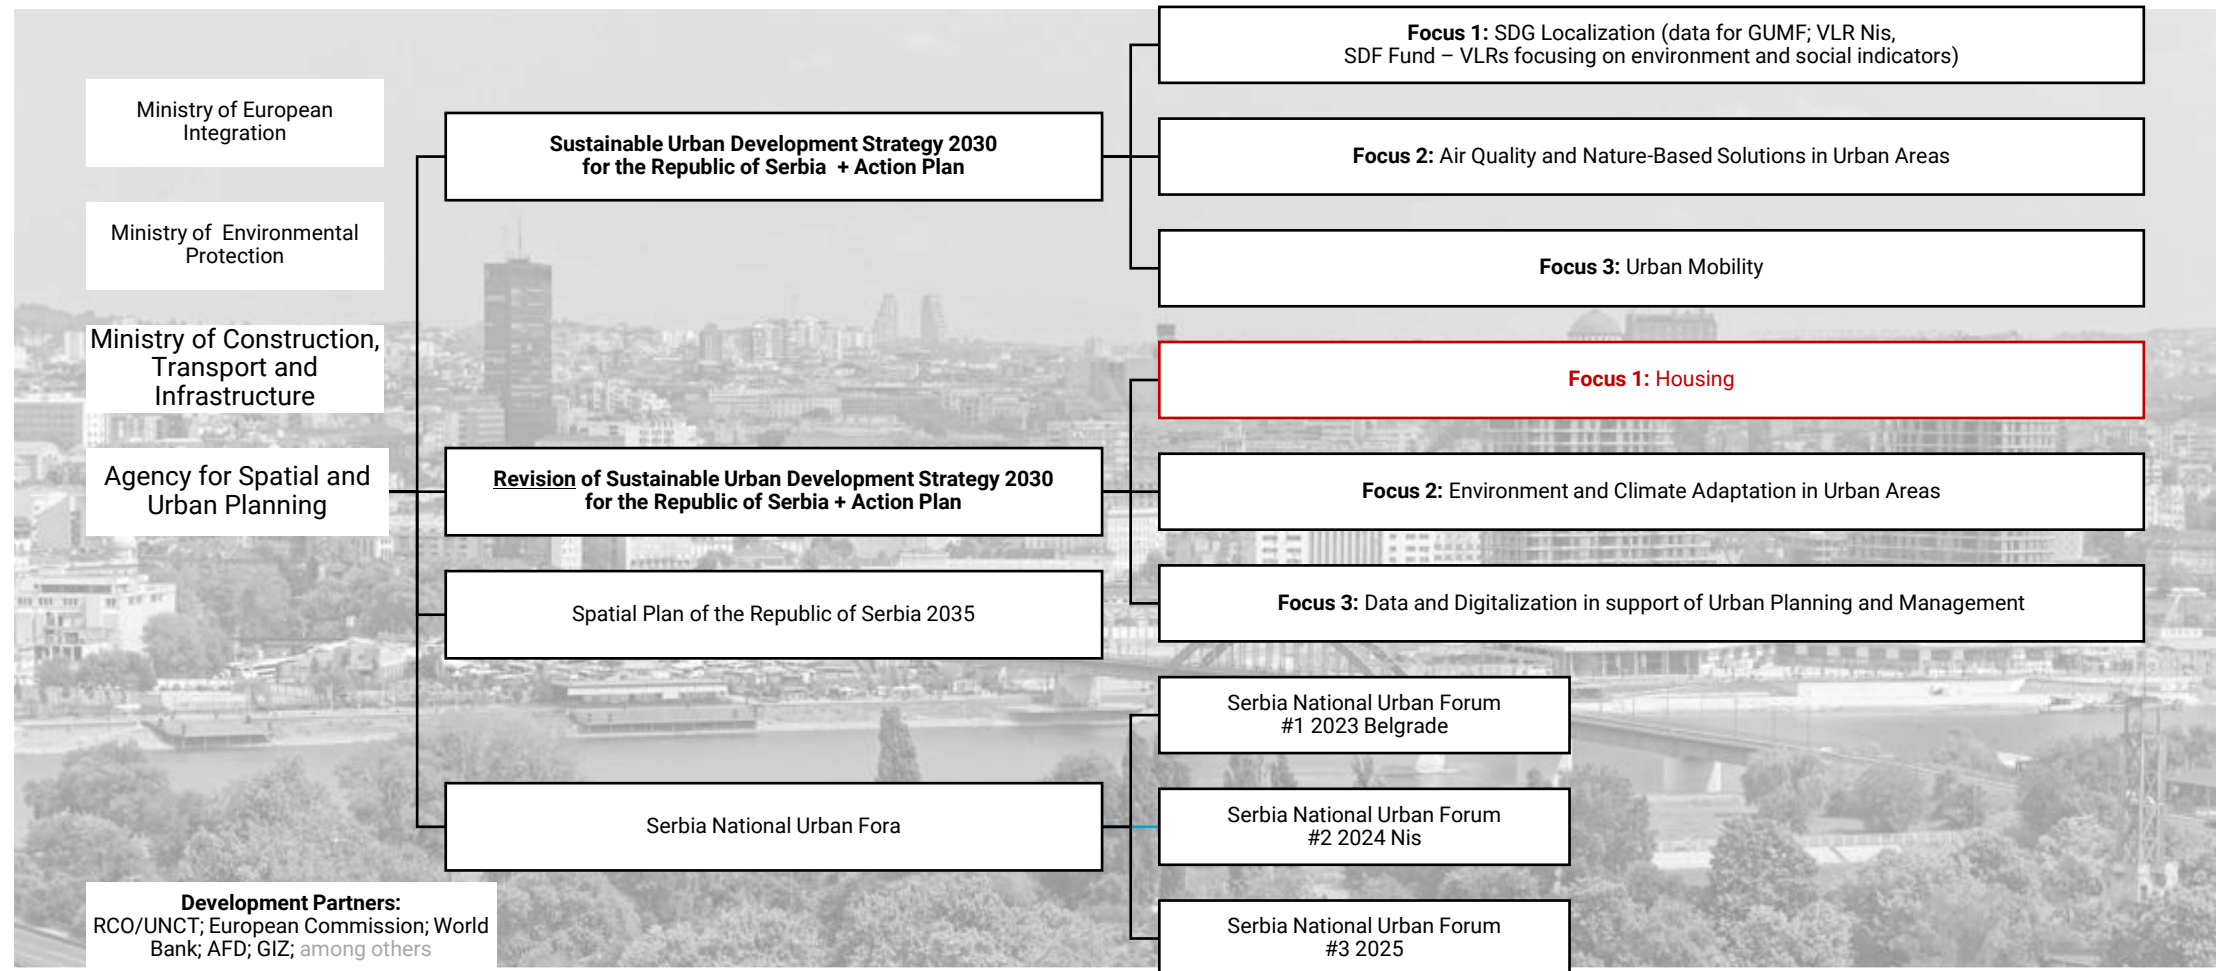 Ministry of European
Integration
Ministry of Environmental
Protection
Ministry of Construction,
Transport and
Infrastructure
Agency for Spatial and
Urban Planning
Development Partners:
RCO/UNCT; European Commission; World
Bank; AFD; GIZ; among others
Sustainable Urban Development Strategy 2030
for the Republic of Serbia + Action Plan
Focus 1: SDG Localization (data for GUMF; VLR Nis,
SDF Fund – VLRs focusing on environment and social indicators)
Focus 2: Air Quality and Nature-Based Solutions in Urban Areas
Focus 3: Urban Mobility
Revision of Sustainable Urban Development Strategy 2030
for the Republic of Serbia + Action Plan
Focus 1: Housing
Focus 2: Environment and Climate Adaptation in Urban Areas
Focus 3: Data and Digitalization in support of Urban Planning and Management
Spatial Plan of the Republic of Serbia 2035
Serbia National Urban Fora
Serbia National Urban Forum
#1 2023 Belgrade
Serbia National Urban Forum
#2 2024 Nis
Serbia National Urban Forum
#3 2025